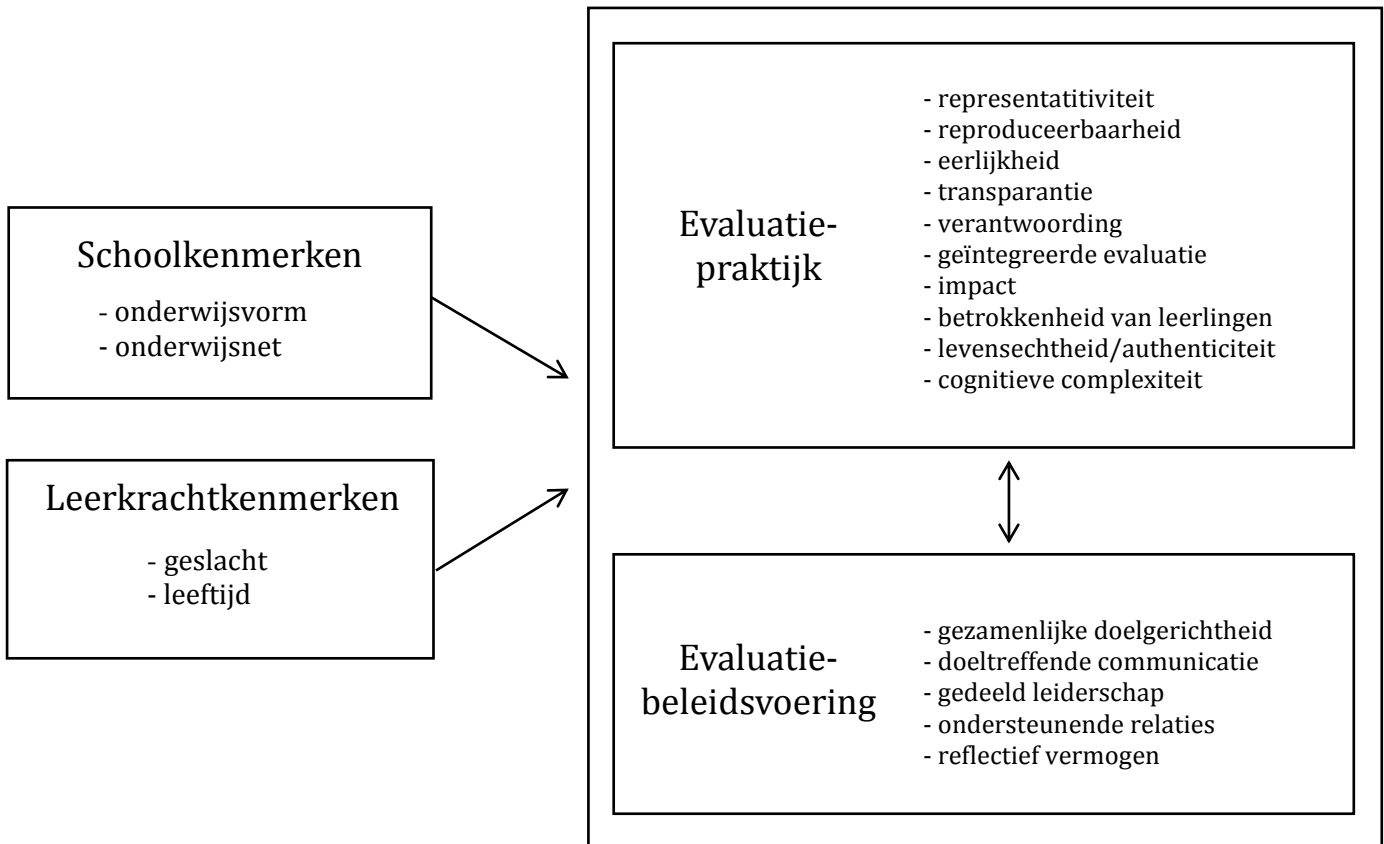 Schoolkenmerken
- onderwijsvorm
- onderwijsnet
Leerkrachtkenmerken
- geslacht
- leeftijd
Evaluatie-
praktijk
- representatitiviteit
- reproduceerbaarheid
- eerlijkheid
- transparantie
- verantwoording
- geïntegreerde evaluatie
- impact
- betrokkenheid van leerlingen
- levensechtheid/authenticiteit
- cognitieve complexiteit
Evaluatie-
beleidsvoering
- gezamenlijke doelgerichtheid
- doeltreffende communicatie
- gedeeld leiderschap
- ondersteunende relaties
- reflectief vermogen